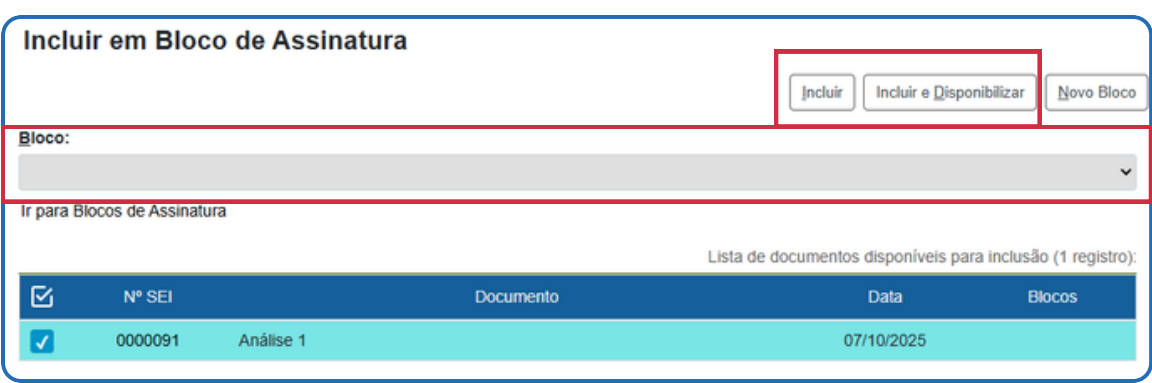 Incluir em Bloco de Assinatura
Incluir Incluir e Disponibilizar Novo Bloco
Bloco:
Ir para Blocos de Assinatura
Lista de documentos disponíveis para inclusão (1 registro):
Nº SEI Documento Data Blocos
0000091 Análise 1 07/10/2025